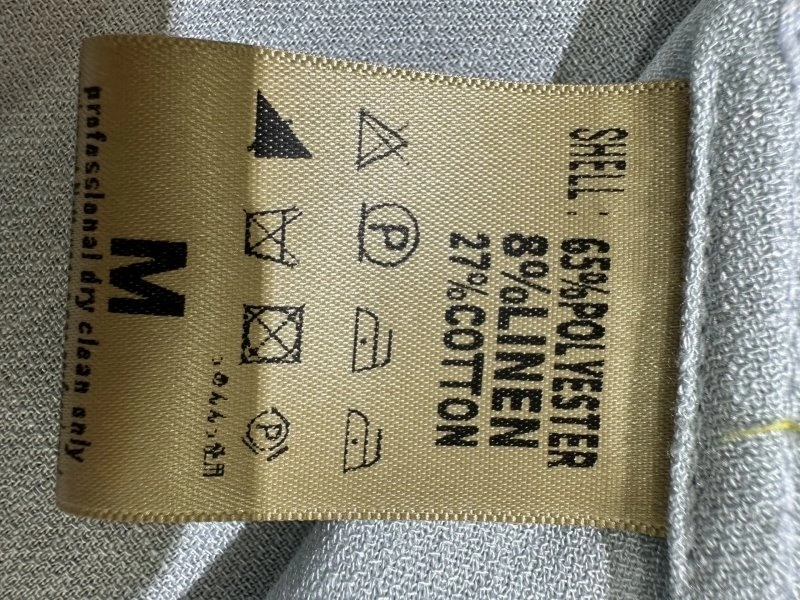 SHELL : 65%POLYESTER
8%LINEN
27%COTTON
P
P
M
professional dry clean only